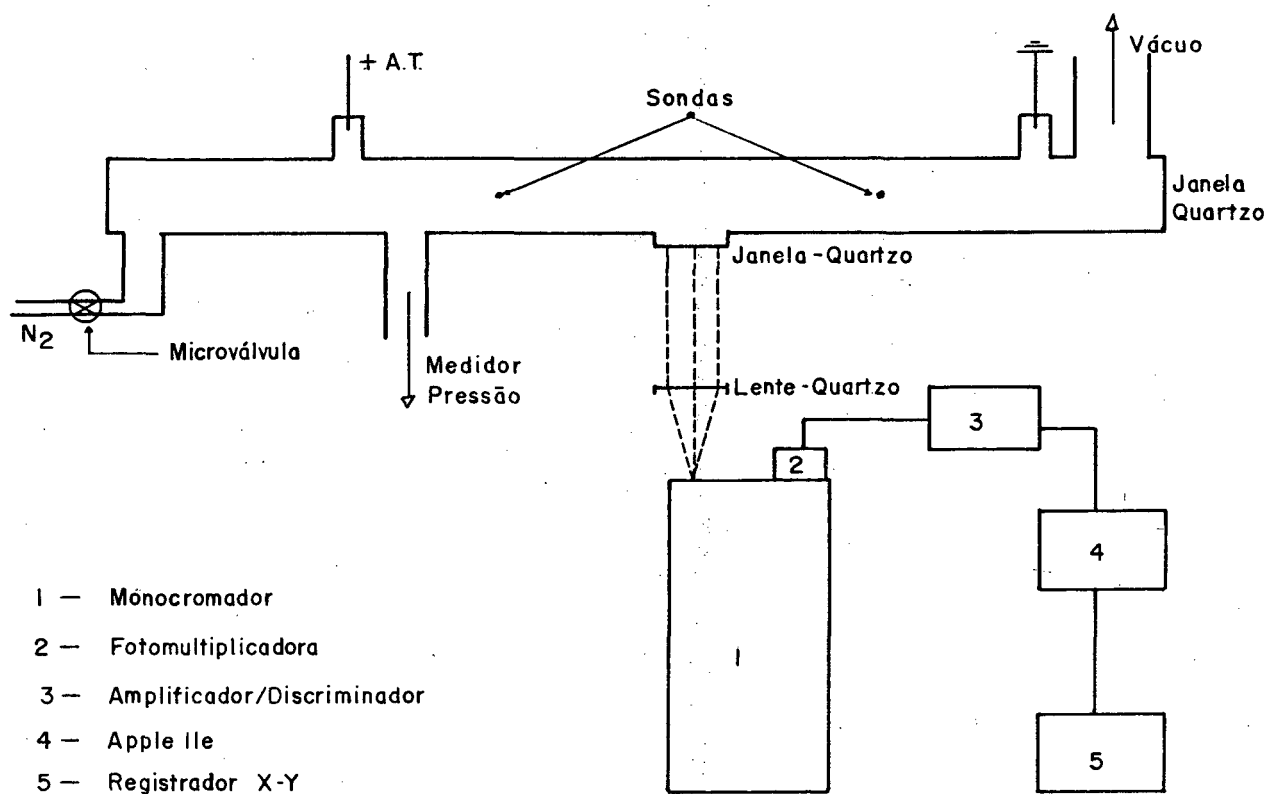 + A.T.
Vácuo
Sondas
Janela
Quartzo
Janela-Quartzo
N2
Microválvula
Medidor
Pressão
Lente-Quartzo
3
2
4
1
5
1 — Monocromador
2 — Fotomultiplicadora
3 — Amplificador/Discriminador
4 — Apple IIe
5 — Registrador X-Y